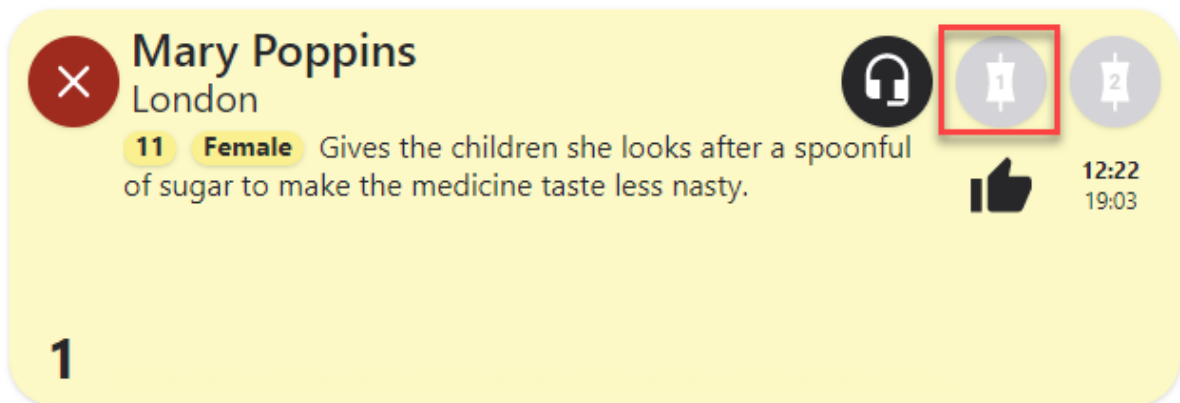 Mary Poppins
London
1 2
11 Female Gives the children she looks after a spoonful
of sugar to make the medicine taste less nasty.
12:22
19:03
1